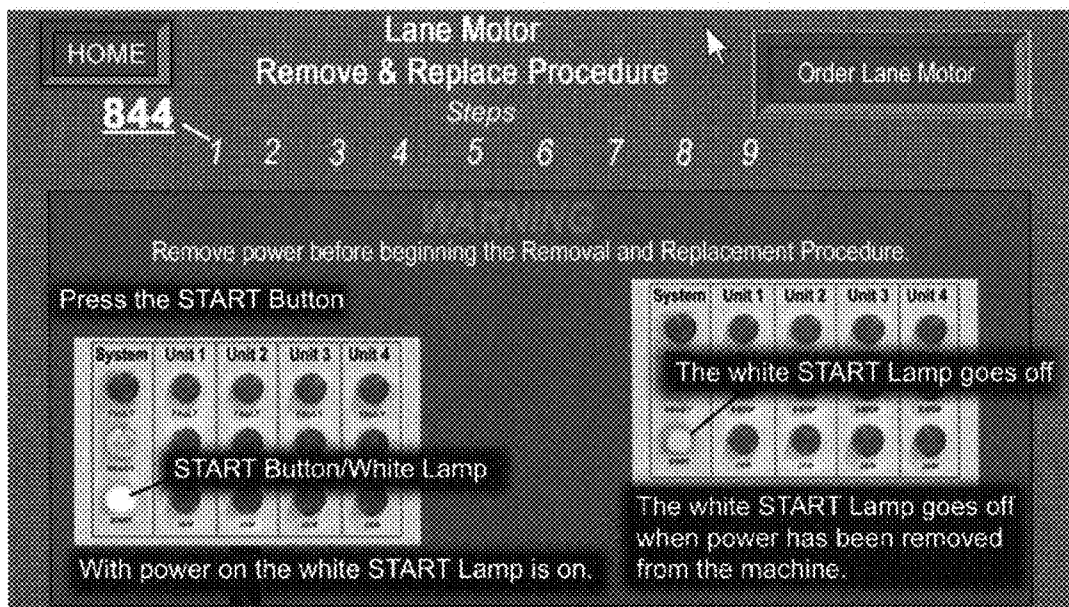 HOME
Lane Motor
Remove & Replace Procedure
Order Lane Motor
844
Steps
1 2 3 4 5 6 7 8 9
WARNING
Remove power before beginning the Removal and Replacement Procedure.
Press the START Button
System Unit 1 Unit 2 Unit 3 Unit 4
START Button/White Lamp
With power on the white START Lamp is on.
System Unit 1 Unit 2 Unit 3 Unit 4
The white START Lamp goes off
The white START Lamp goes off
when power has been removed
from the machine.